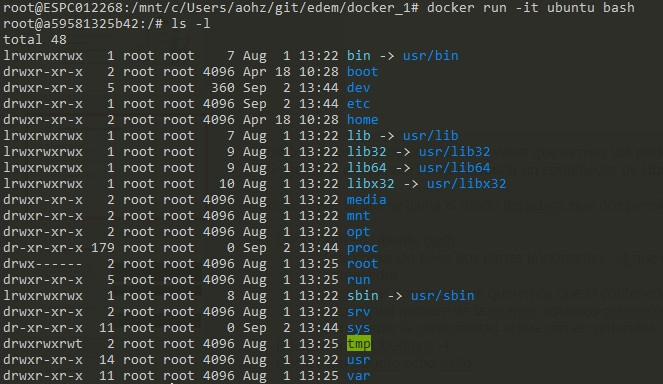 root@ESPC012268:/mnt/c/Users/aohz/git/edem/docker_1# docker run -it ubuntu bash
root@a59581325b42:/# ls -l
total 48
lrwxrwxrwx   1 root root    7 Aug  1 13:22 bin -> usr/bin
drwxr-xr-x   2 root root 4096 Apr 18 10:28 boot
drwxr-xr-x   5 root root  360 Sep  2 13:44 dev
drwxr-xr-x   1 root root 4096 Sep  2 13:44 etc
drwxr-xr-x   2 root root 4096 Apr 18 10:28 home
lrwxrwxrwx   1 root root    7 Aug  1 13:22 lib -> usr/lib
lrwxrwxrwx   1 root root    9 Aug  1 13:22 lib32 -> usr/lib32
lrwxrwxrwx   1 root root    9 Aug  1 13:22 lib64 -> usr/lib64
lrwxrwxrwx   1 root root   10 Aug  1 13:22 libx32 -> usr/libx32
drwxr-xr-x   2 root root 4096 Aug  1 13:22 media
drwxr-xr-x   2 root root 4096 Aug  1 13:22 mnt
drwxr-xr-x   2 root root 4096 Aug  1 13:22 opt
dr-xr-xr-x 179 root root    0 Sep  2 13:44 proc
drwx------   2 root root 4096 Aug  1 13:25 root
drwxr-xr-x   5 root root 4096 Aug  1 13:25 run
lrwxrwxrwx   1 root root    8 Aug  1 13:22 sbin -> usr/sbin
drwxr-xr-x   2 root root 4096 Aug  1 13:22 srv
dr-xr-xr-x  11 root root    0 Sep  2 13:44 sys
drwxrwxrwt   2 root root 4096 Aug  1 13:25 tmp
drwxr-xr-x  14 root root 4096 Aug  1 13:22 usr
drwxr-xr-x  11 root root 4096 Aug  1 13:25 var